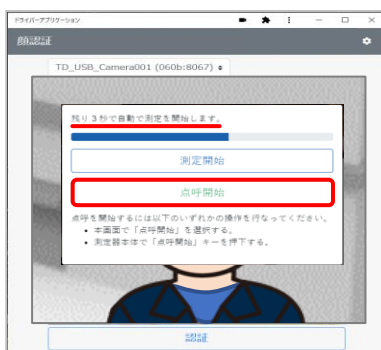 ドライバーアプリケーション
顔認証
TD_USB_Camera001 (060b:8067)
残り3秒で自動で測定を開始します。
測定開始
点呼開始
点呼を開始するには以下のいずれかの操作を行なってください。
• 本画面で「点呼開始」を選択する。
• 測定器本体で「点呼開始」キーを押下する。
認証